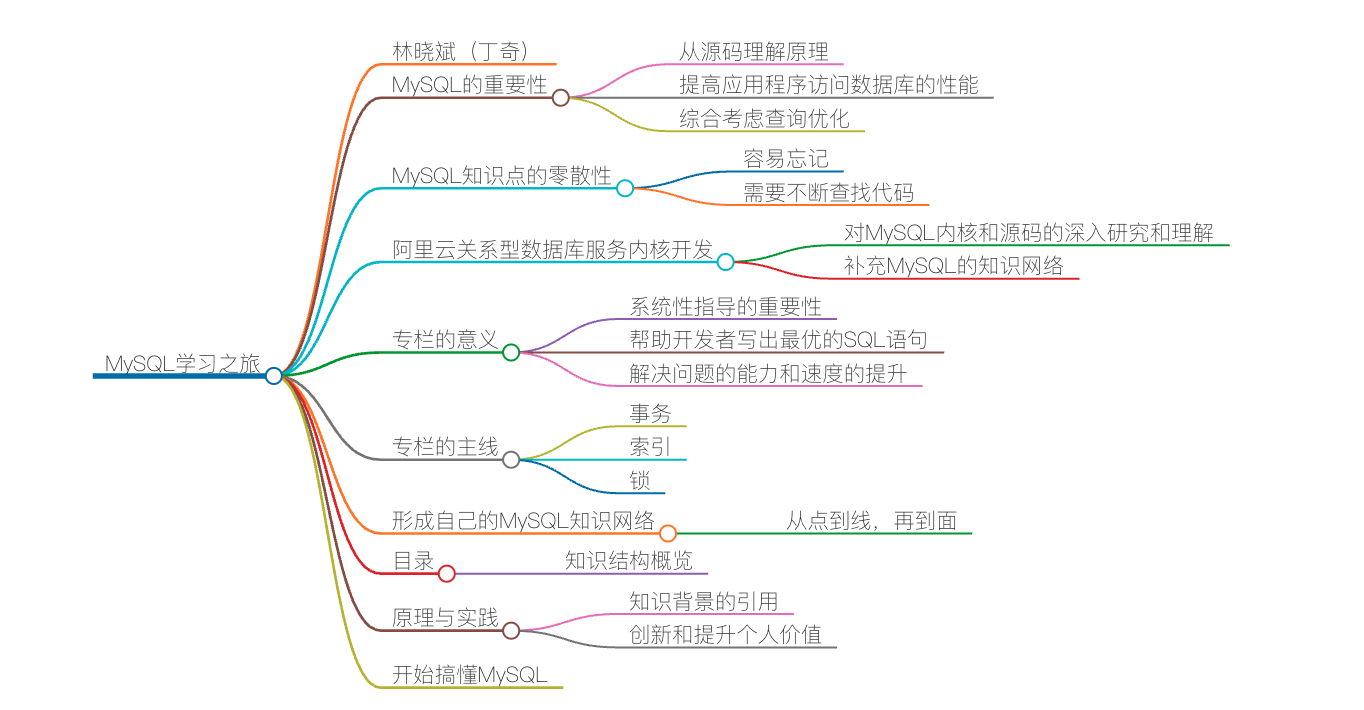 MySQL学习之旅
林晓斌（丁奇）
MySQL的重要性
从源码理解原理
提高应用程序访问数据库的性能
综合考虑查询优化
MySQL知识点的零散性
容易忘记
需要不断查找代码
阿里云关系型数据库服务内核开发
对MySQL内核和源码的深入研究和理解
补充MySQL的知识网络
专栏的意义
系统性指导的重要性
帮助开发者写出最优的SQL语句
解决问题的能力和速度的提升
专栏的主线
事务
索引
锁
形成自己的MySQL知识网络
从点到线，再到面
目录
知识结构概览
原理与实践
知识背景的引用
创新和提升个人价值
开始搞懂MySQL